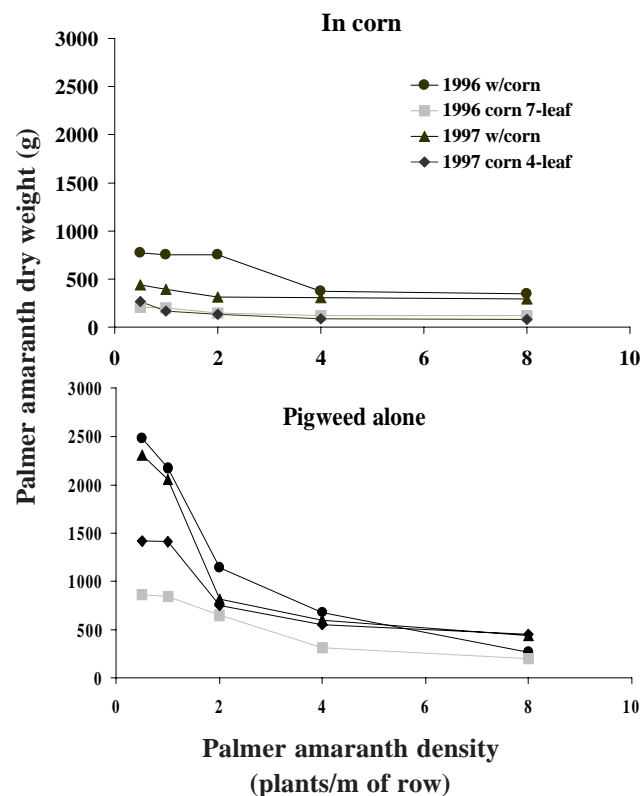 In corn
3000
2500
2000
1500
1000
500
0
1996 w/corn
1996 corn 7-leaf
1997 w/corn
1997 corn 4-leaf
0 2 4 6 8 10
Palmer amaranth dry weight (g)
Pigweed alone
3000
2500
2000
1500
1000
500
0
0 2 4 6 8 10
Palmer amaranth density
(plants/m of row)